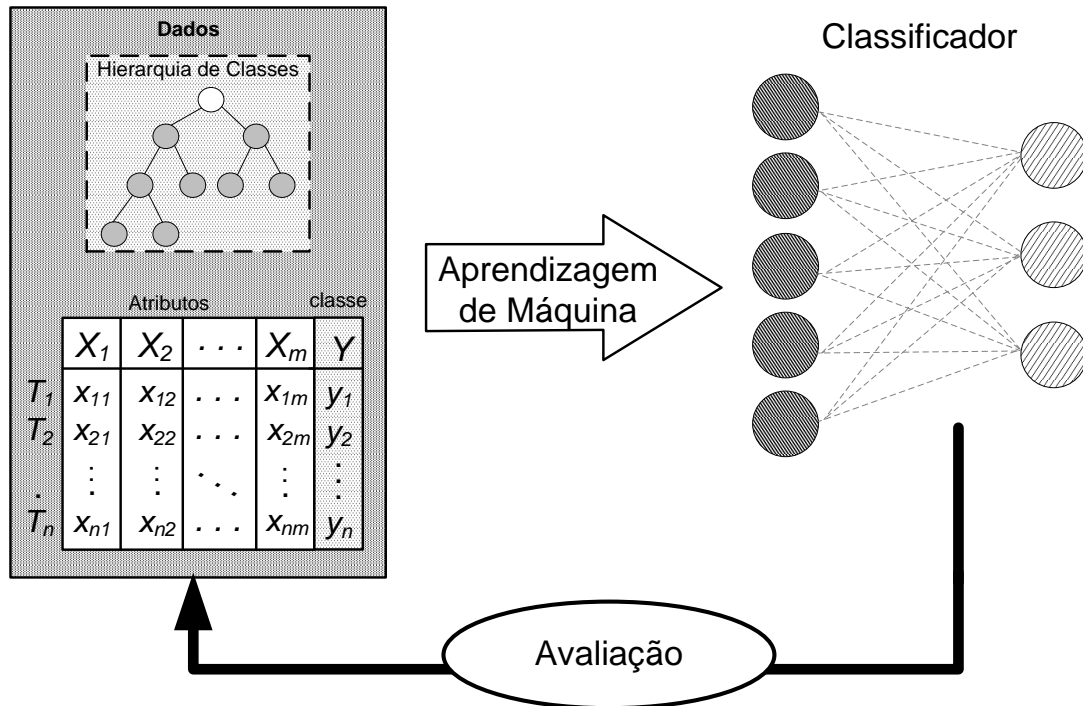 Dados
Hierarquia de Classes
Classificador
Aprendizagem
de Máquina
Atributos
classe
X1 X2 . . . Xm Y
T1 x11 x12 . . . x1m y1
T2 x21 x22 . . . x2m y2
Tn xn1 xn2 . . . xnm yn
Avaliação